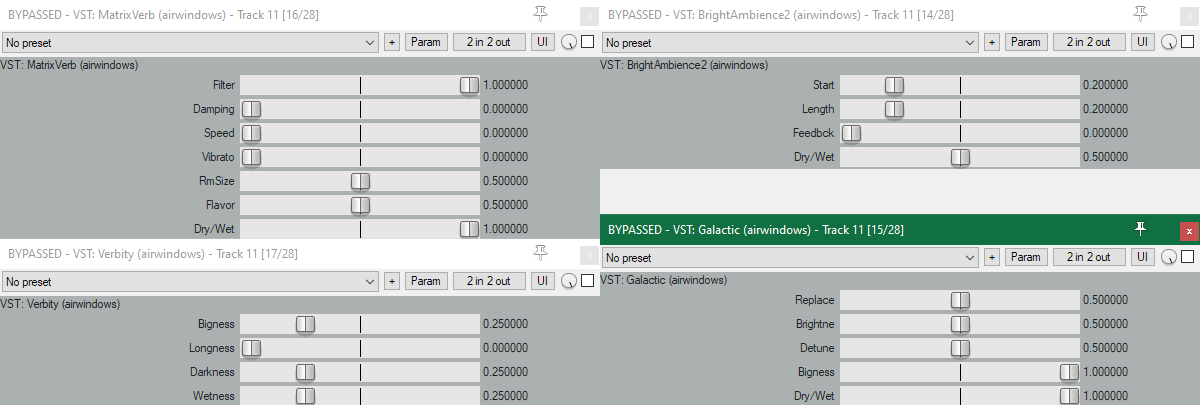 BYPASSED - VST: MatrixVerb (airwindows) - Track 11 [16/28]
x
No preset
+
Param
2 in 2 out
UI
VST: MatrixVerb (airwindows)
Filter 1.000000
Damping 0.000000
Speed 0.000000
Vibrato 0.000000
RmSize 0.500000
Flavor 0.500000
Dry/Wet 1.000000
BYPASSED - VST: BrightAmbience2 (airwindows) - Track 11 [14/28]
x
No preset
+
Param
2 in 2 out
UI
VST: BrightAmbience2 (airwindows)
Start 0.200000
Length 0.200000
Feedbck 0.000000
Dry/Wet 0.500000
BYPASSED - VST: Verbity (airwindows) - Track 11 [17/28]
x
No preset
+
Param
2 in 2 out
UI
VST: Verbity (airwindows)
Bigness 0.250000
Longness 0.000000
Darkness 0.250000
Wetness 0.250000
BYPASSED - VST: Galactic (airwindows) - Track 11 [15/28]
x
No preset
+
Param
2 in 2 out
UI
VST: Galactic (airwindows)
Replace 0.500000
Brightne 0.500000
Detune 0.500000
Bigness 1.000000
Dry/Wet 1.000000